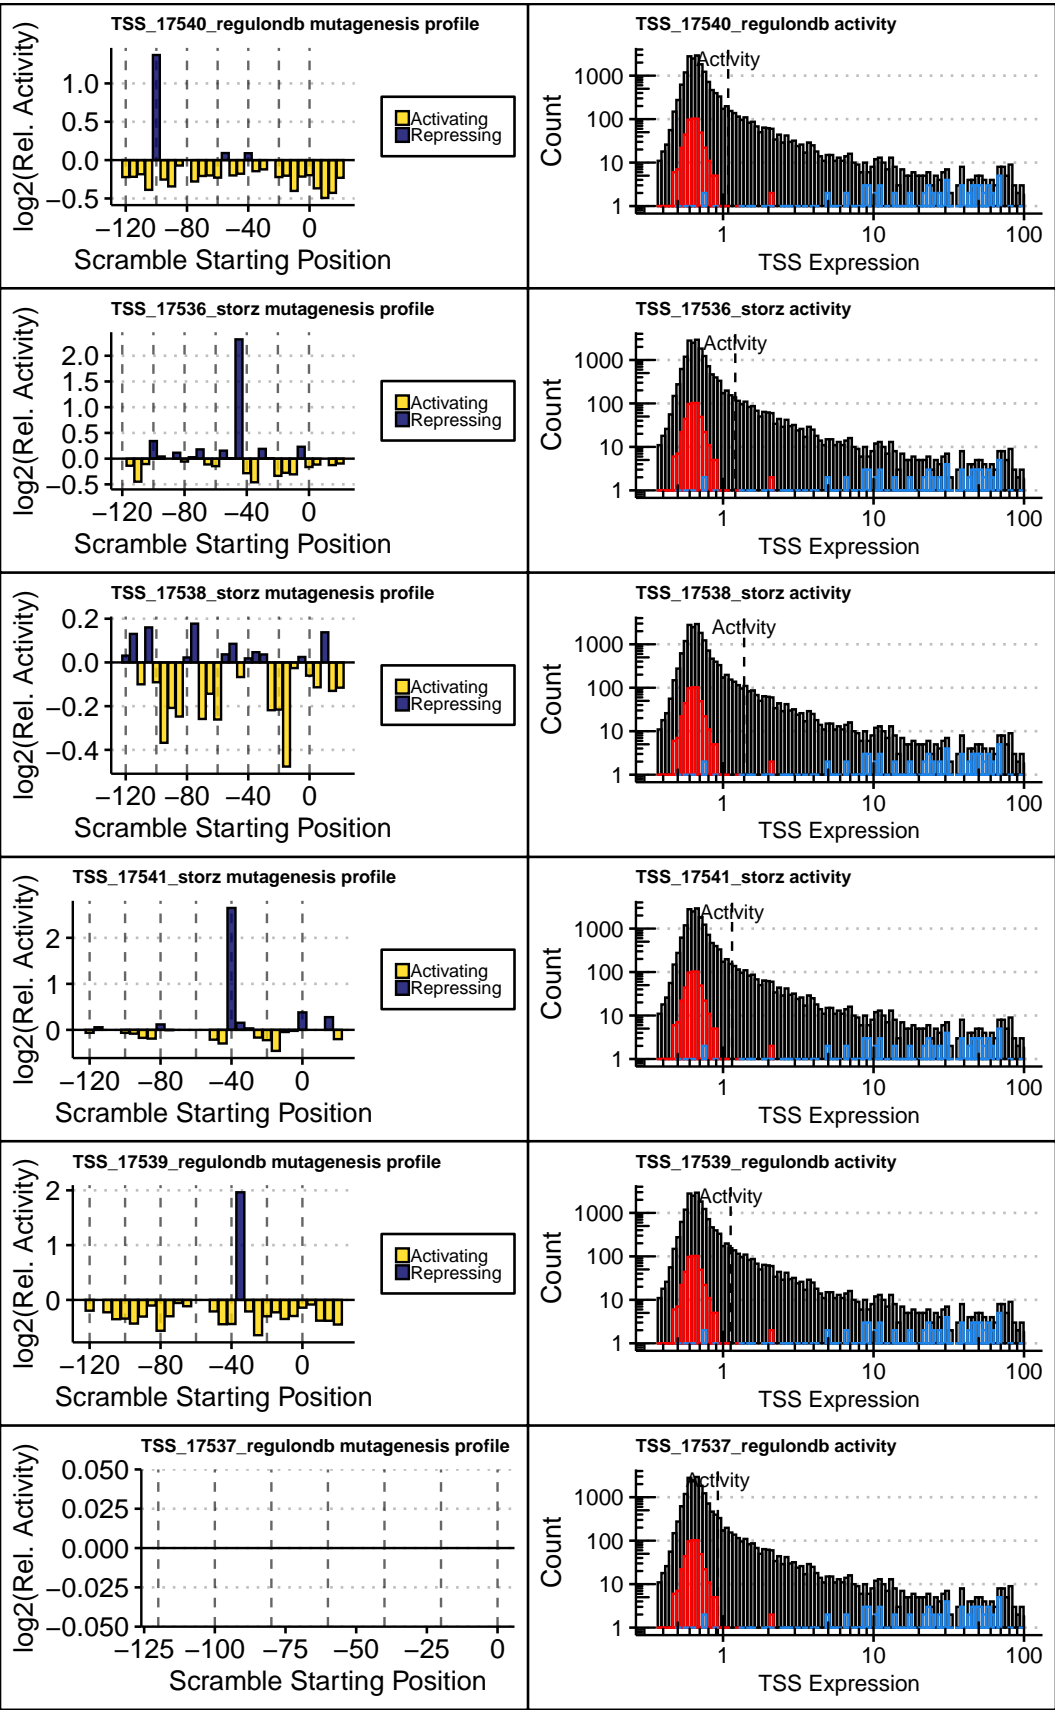 TSS_17540_regulondb mutagenesis profile
log2(Rel. Activity)
1.0
0.5
0.0
−0.5
−120 −80 −40 0
Scramble Starting Position
Activating
Repressing
TSS_17540_regulondb activity
Activity
Count
1000
100
10
1
1 10 100
TSS Expression
TSS_17536_storz mutagenesis profile
log2(Rel. Activity)
2.0
1.5
1.0
0.5
0.0
−0.5
−120 −80 −40 0
Scramble Starting Position
Activating
Repressing
TSS_17536_storz activity
Activity
Count
1000
100
10
1
1 10 100
TSS Expression
TSS_17538_storz mutagenesis profile
log2(Rel. Activity)
0.2
0.0
−0.2
−0.4
−120 −80 −40 0
Scramble Starting Position
Activating
Repressing
TSS_17538_storz activity
Activity
Count
1000
100
10
1
1 10 100
TSS Expression
TSS_17541_storz mutagenesis profile
log2(Rel. Activity)
2
1
0
−120 −80 −40 0
Scramble Starting Position
Activating
Repressing
TSS_17541_storz activity
Activity
Count
1000
100
10
1
1 10 100
TSS Expression
TSS_17539_regulondb mutagenesis profile
log2(Rel. Activity)
2
1
0
−120 −80 −40 0
Scramble Starting Position
Activating
Repressing
TSS_17539_regulondb activity
Activity
Count
1000
100
10
1
1 10 100
TSS Expression
TSS_17537_regulondb mutagenesis profile
log2(Rel. Activity)
0.050
0.025
0.000
−0.025
−0.050
−125 −100 −75 −50 −25 0
Scramble Starting Position
TSS_17537_regulondb activity
Activity
Count
1000
100
10
1
1 10 100
TSS Expression